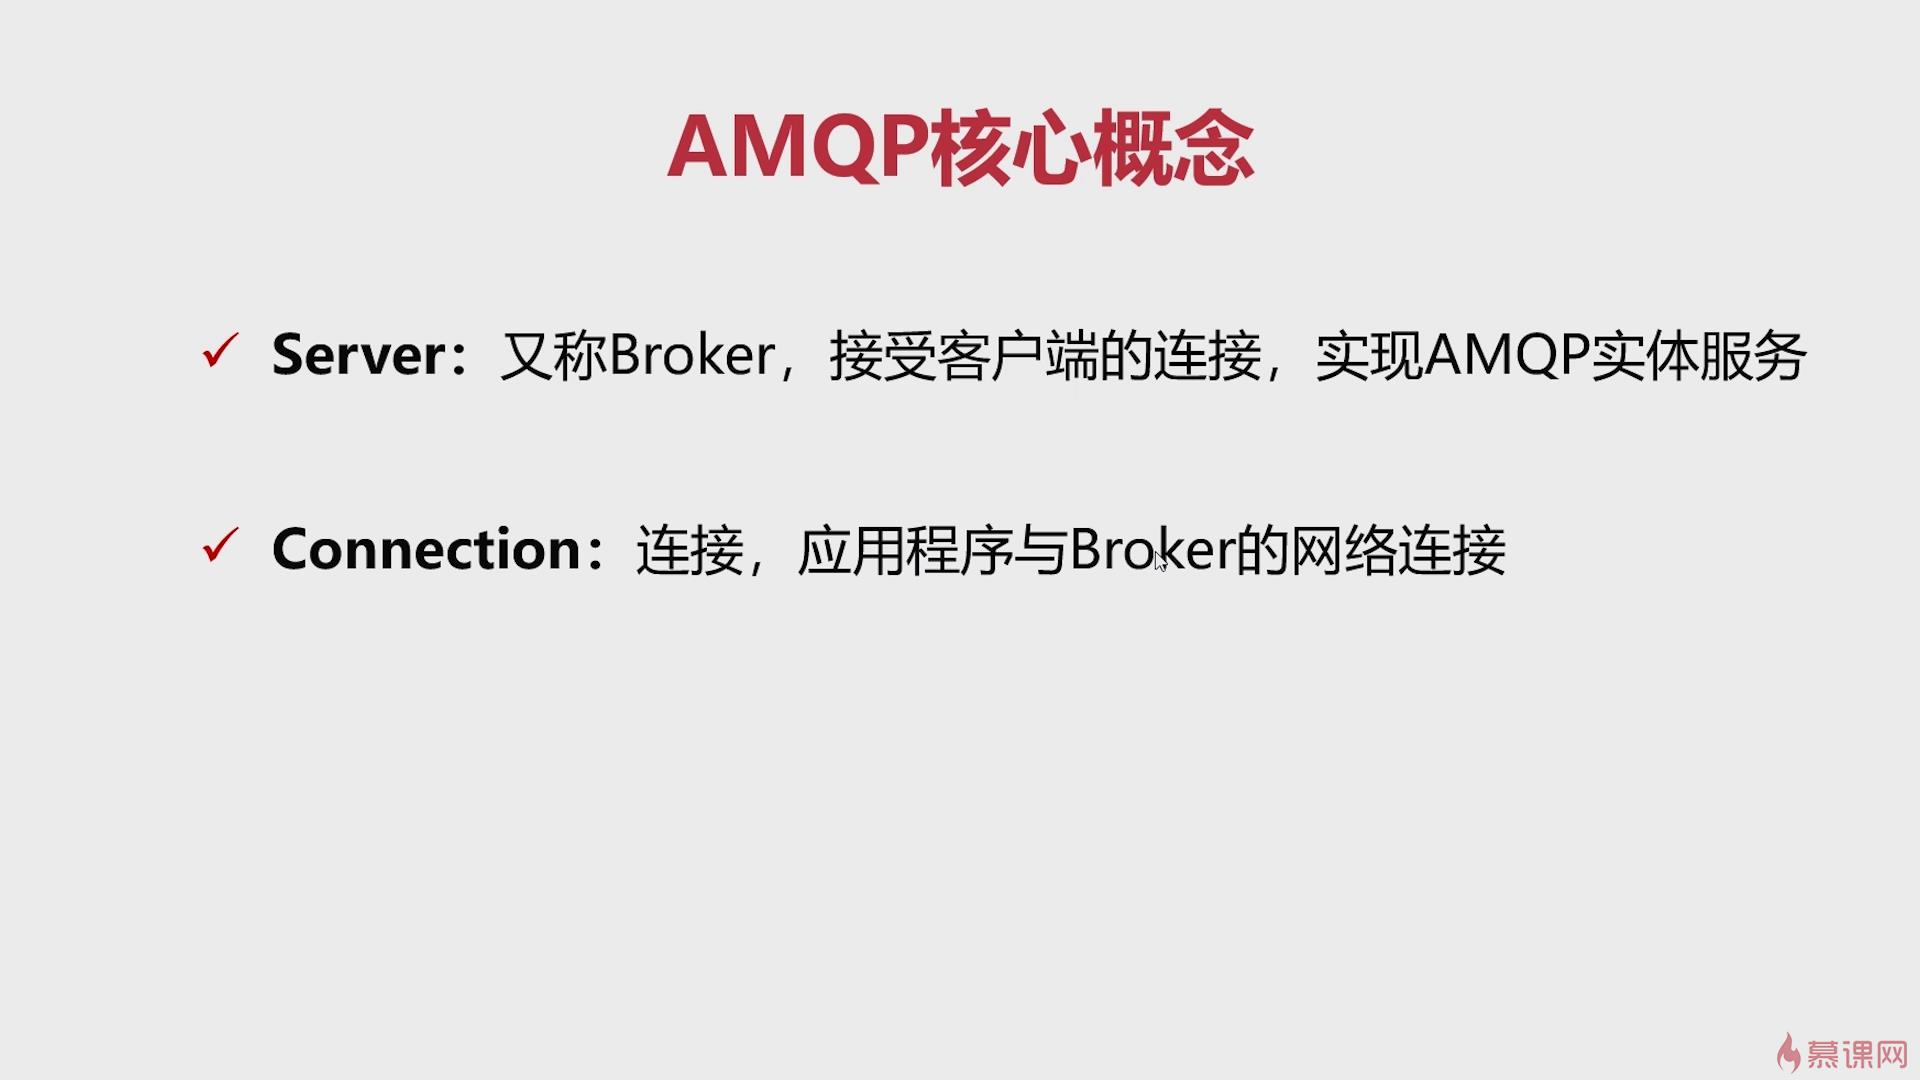 AMQP核心概念
Server：又称Broker，接受客户端的连接，实现AMQP实体服务
Connection：连接，应用程序与Broker的网络连接
慕课网